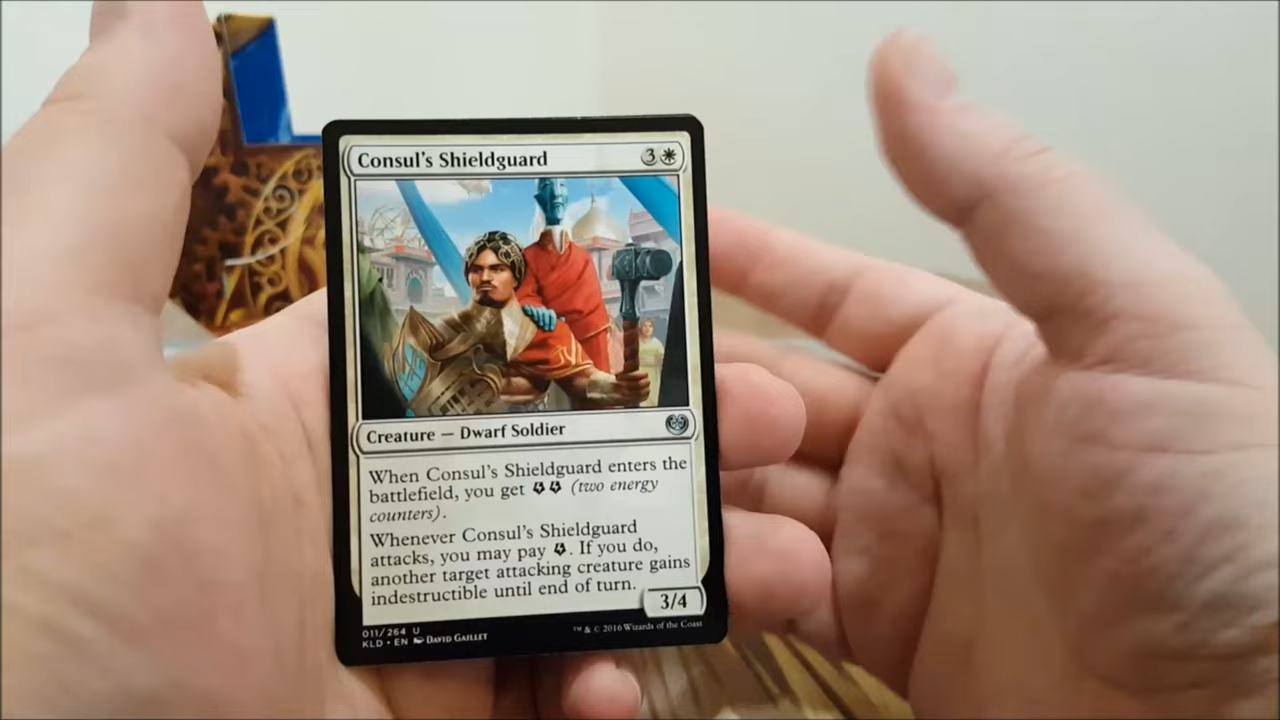 Consul's Shieldguard 3
Creature — Dwarf Soldier
When Consul's Shieldguard enters the
battlefield, you get (two energy
counters).
Whenever Consul's Shieldguard
attacks, you may pay . If you do,
another target attacking creature gains
indestructible until end of turn.
3/4
011/264 U
KLD • EN DAVID GAILLET
™ & © 2016 Wizards of the Coast